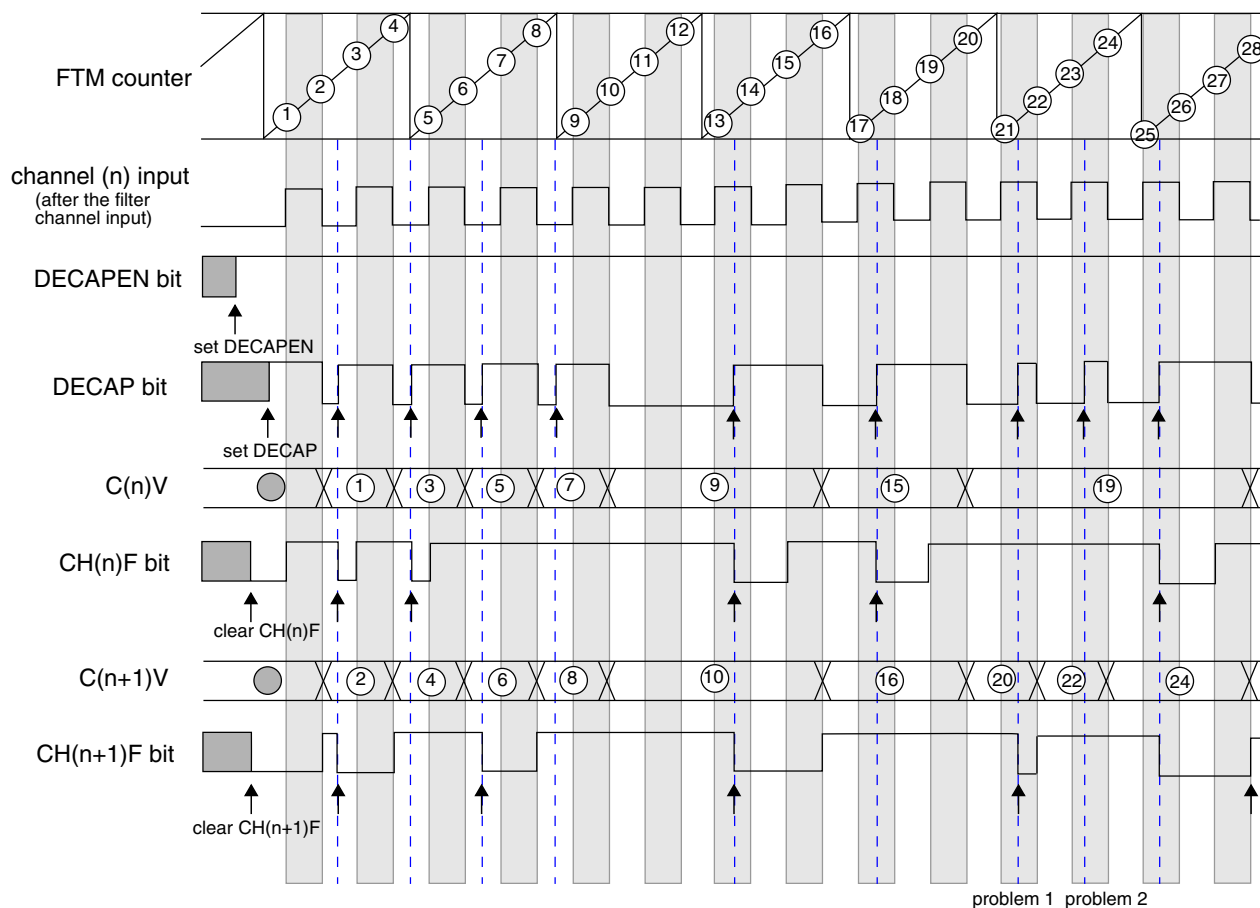 FTM counter
1 2 3 4 5 6 7 8 9 10 11 12 13 14 15 16 17 18 19 20 21 22 23 24 25 26 27 28
channel (n) input
(after the filter
channel input)
DECAPEN bit
set DECAPEN
DECAP bit
set DECAP
C(n)V
1 3 5 7 9 15 19
CH(n)F bit
clear CH(n)F
C(n+1)V
2 4 6 8 10 16 20 22 24
CH(n+1)F bit
clear CH(n+1)F
problem 1 problem 2